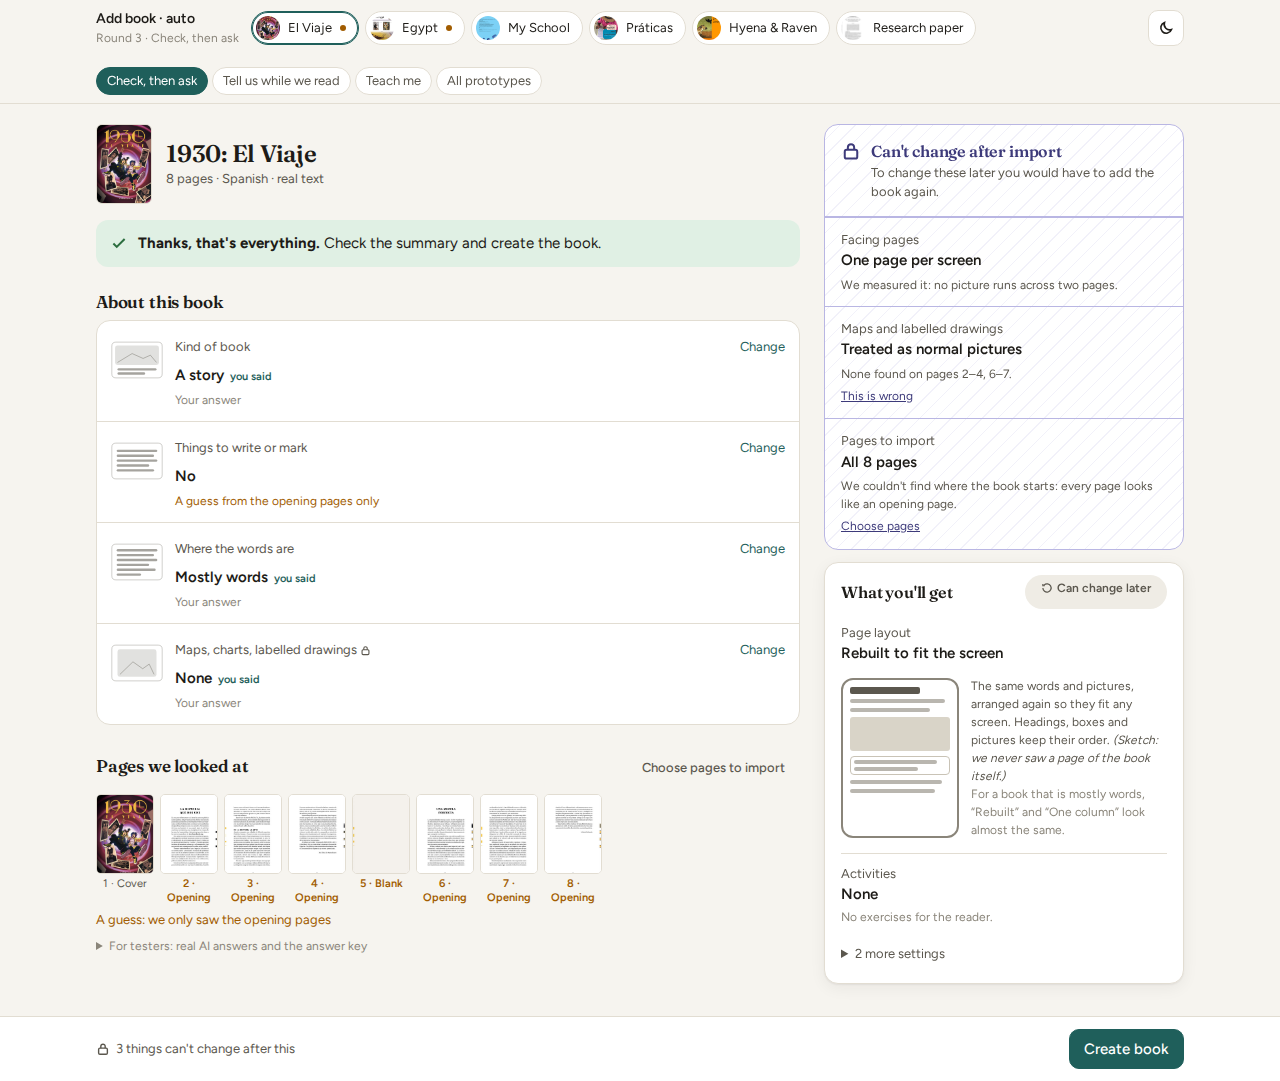 Add book · auto
Round 3 · Check, then ask
El Viaje
Egypt
My School
Práticas
Hyena & Raven
Research paper
Check, then ask
Tell us while we read
Teach me
All prototypes
1930
1930: El Viaje
8 pages · Spanish · real text
Thanks, that's everything. Check the summary and create the book.
About this book
Kind of book
Change
A story you said
Your answer
Things to write or mark
Change
No
A guess from the opening pages only
Where the words are
Change
Mostly words you said
Your answer
Maps, charts, labelled drawings
Change
None you said
Your answer
Pages we looked at
Choose pages to import
1930
1 · Cover
2 · Opening
3 · Opening
4 · Opening
5 · Blank
6 · Opening
7 · Opening
8 · Opening
A guess: we only saw the opening pages
For testers: real AI answers and the answer key
Can't change after import
To change these later you would have to add the
book again.
Facing pages
One page per screen
We measured it: no picture runs across two pages.
Maps and labelled drawings
Treated as normal pictures
None found on pages 2–4, 6–7.
This is wrong
Pages to import
All 8 pages
We couldn't find where the book starts: every page looks
like an opening page.
Choose pages
What you'll get
Can change later
Page layout
Rebuilt to fit the screen
The same words and pictures,
arranged again so they fit any
screen. Headings, boxes and
pictures keep their order. (Sketch:
we never saw a page of the book
itself.)
For a book that is mostly words,
“Rebuilt” and “One column” look
almost the same.
Activities
None
No exercises for the reader.
2 more settings
3 things can't change after this
Create book